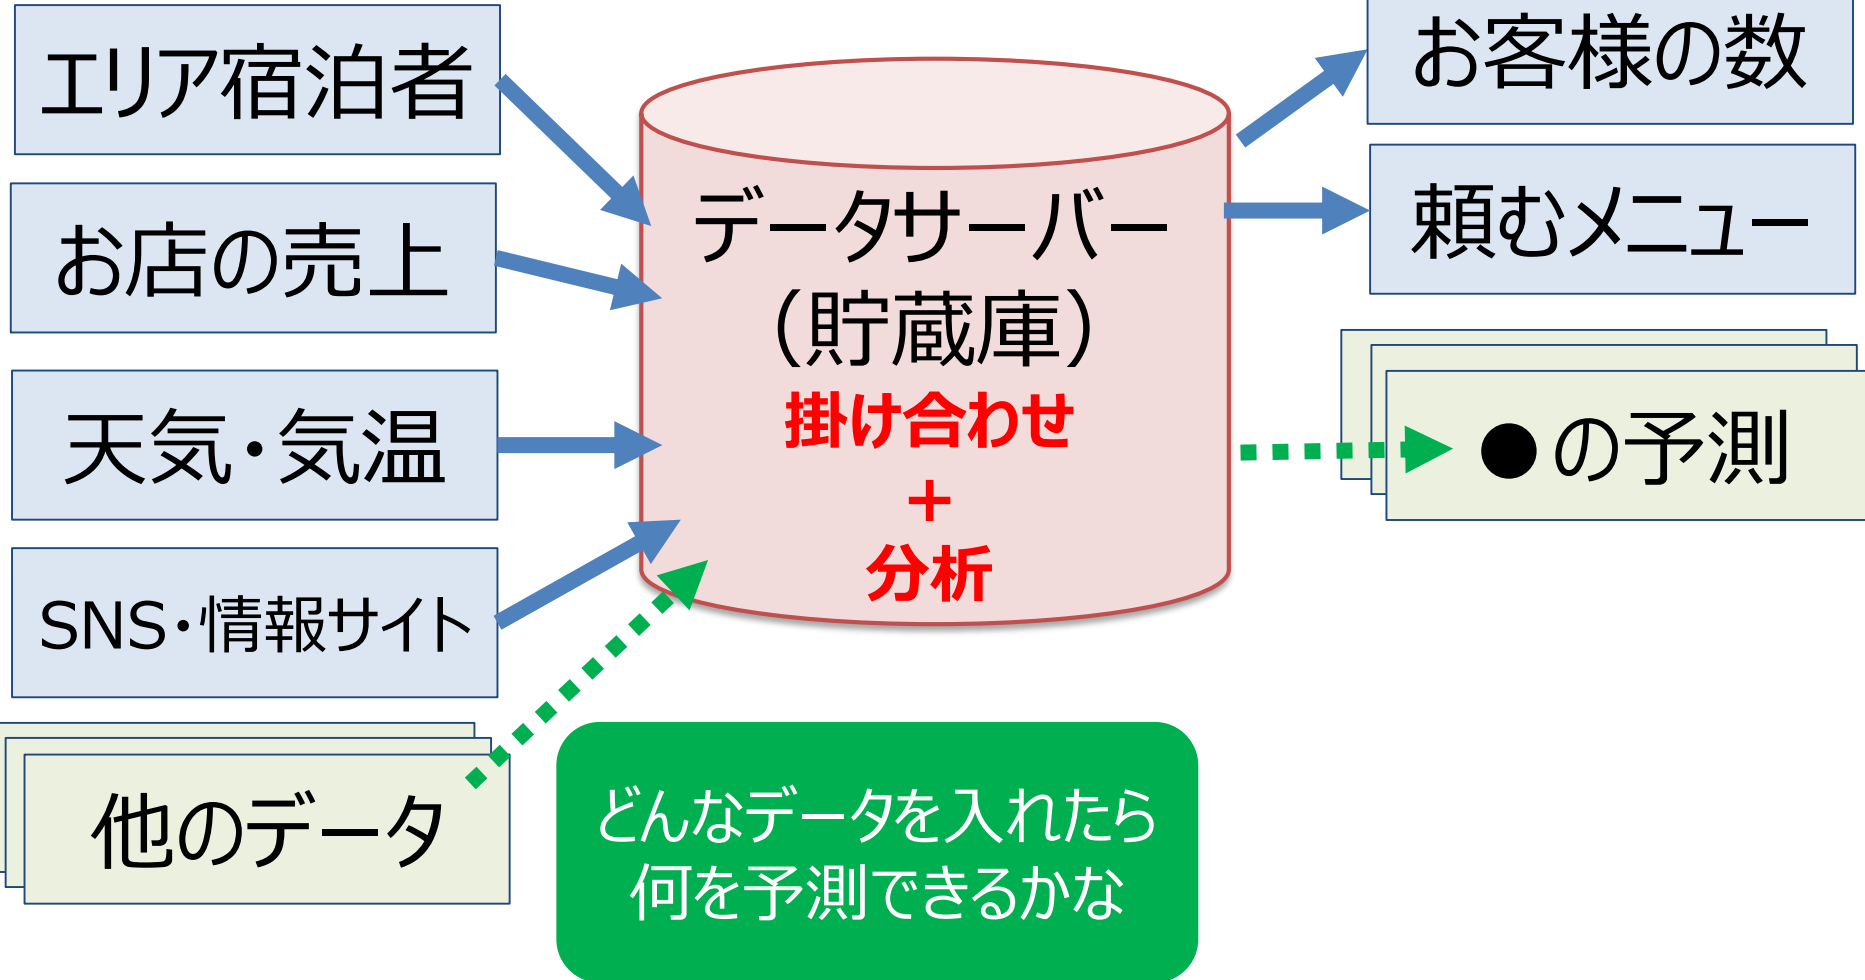 エリア宿泊者
お店の売上
天気・気温
SNS・情報サイト
他のデータ
データサーバー
（貯蔵庫）
掛け合わせ
+
分析
お客様の数
頼むメニュー
●の予測
どんなデータを入れたら
何を予測できるかな